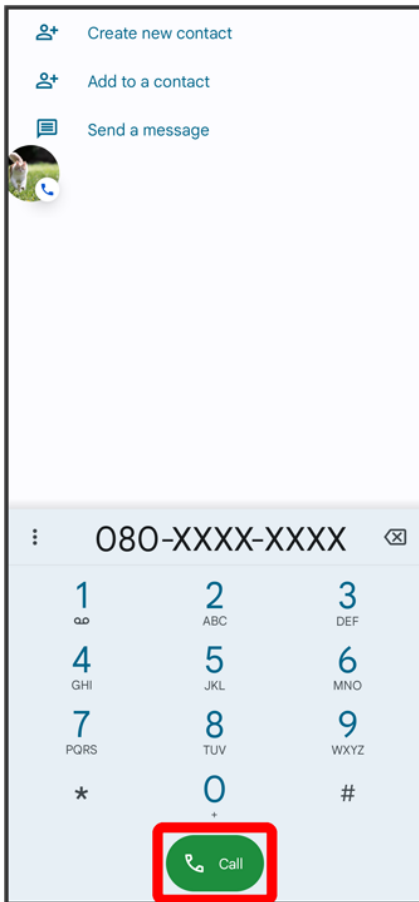 Create new contact
Add to a contact
Send a message
080-XXXX-XXXX
1 2 3
ABC DEF
4 5 6
GHI JKL MNO
7 8 9
PQRS TUV WXYZ
* 0 #
+
Call